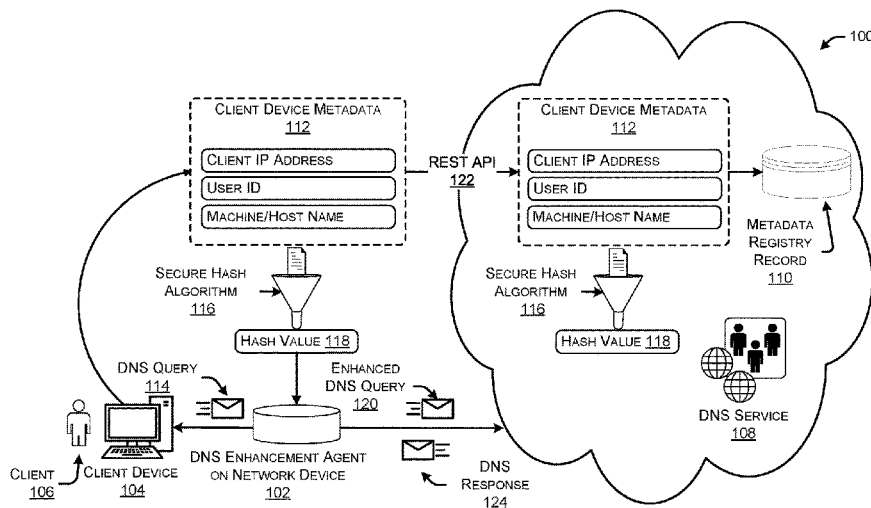 100
CLIENT DEVICE METADATA
112
CLIENT IP ADDRESS
USER ID
MACHINE/HOST NAME
REST API
122
CLIENT DEVICE METADATA
112
CLIENT IP ADDRESS
USER ID
MACHINE/HOST NAME
METADATA
REGISTRY
RECORD
110
SECURE HASH
ALGORITHM
116
HASH VALUE 118
SECURE HASH
ALGORITHM
116
HASH VALUE 118
DNS QUERY
114
ENHANCED
DNS QUERY
120
DNS SERVICE
108
CLIENT
106
CLIENT DEVICE
104
DNS ENHANCEMENT AGENT
ON NETWORK DEVICE
102
DNS
RESPONSE
124